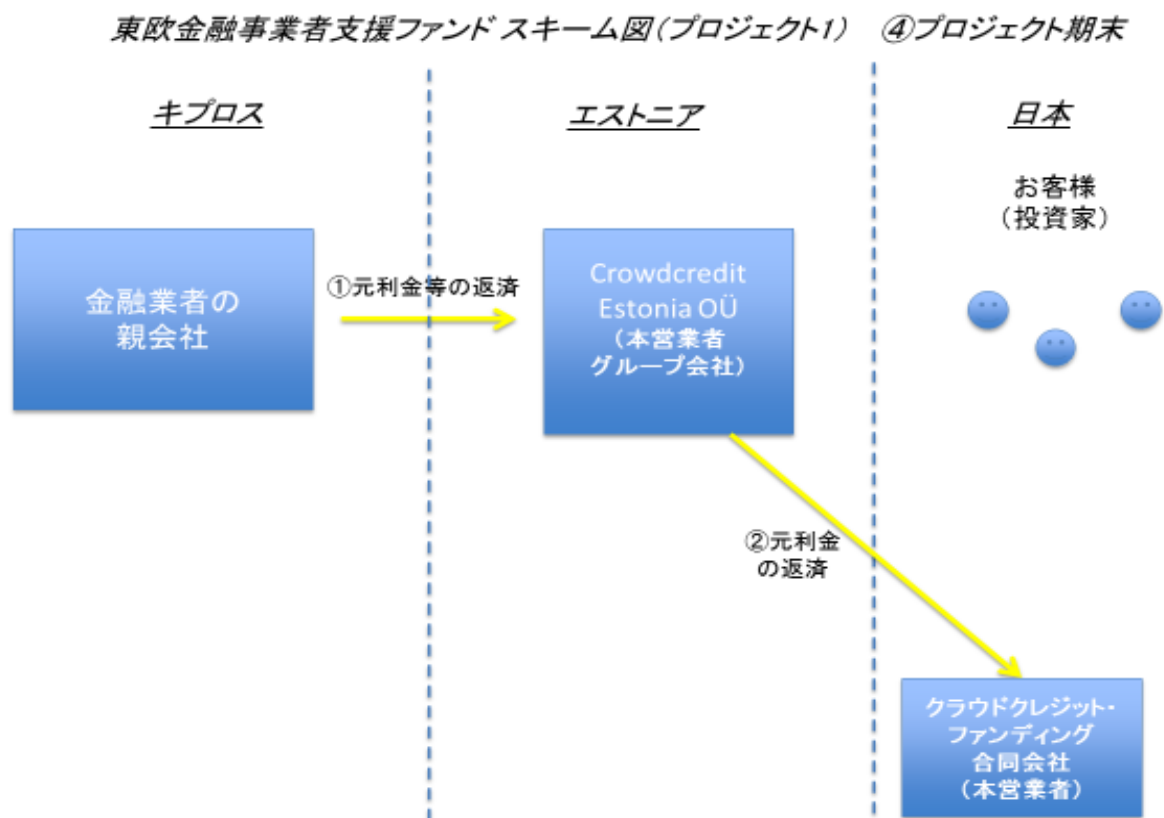 東欧金融事業者支援ファンド スキーム図(プロジェクト1) ④プロジェクト期末
キプロス
エストニア
日本
お客様
(投資家)
金融業者の
親会社
①元利金等の返済
Crowdcredit
Estonia OÜ
(本営業者
グループ会社)
②元利金
の返済
クラウドクレジット・
ファンディング
合同会社
(本営業者)